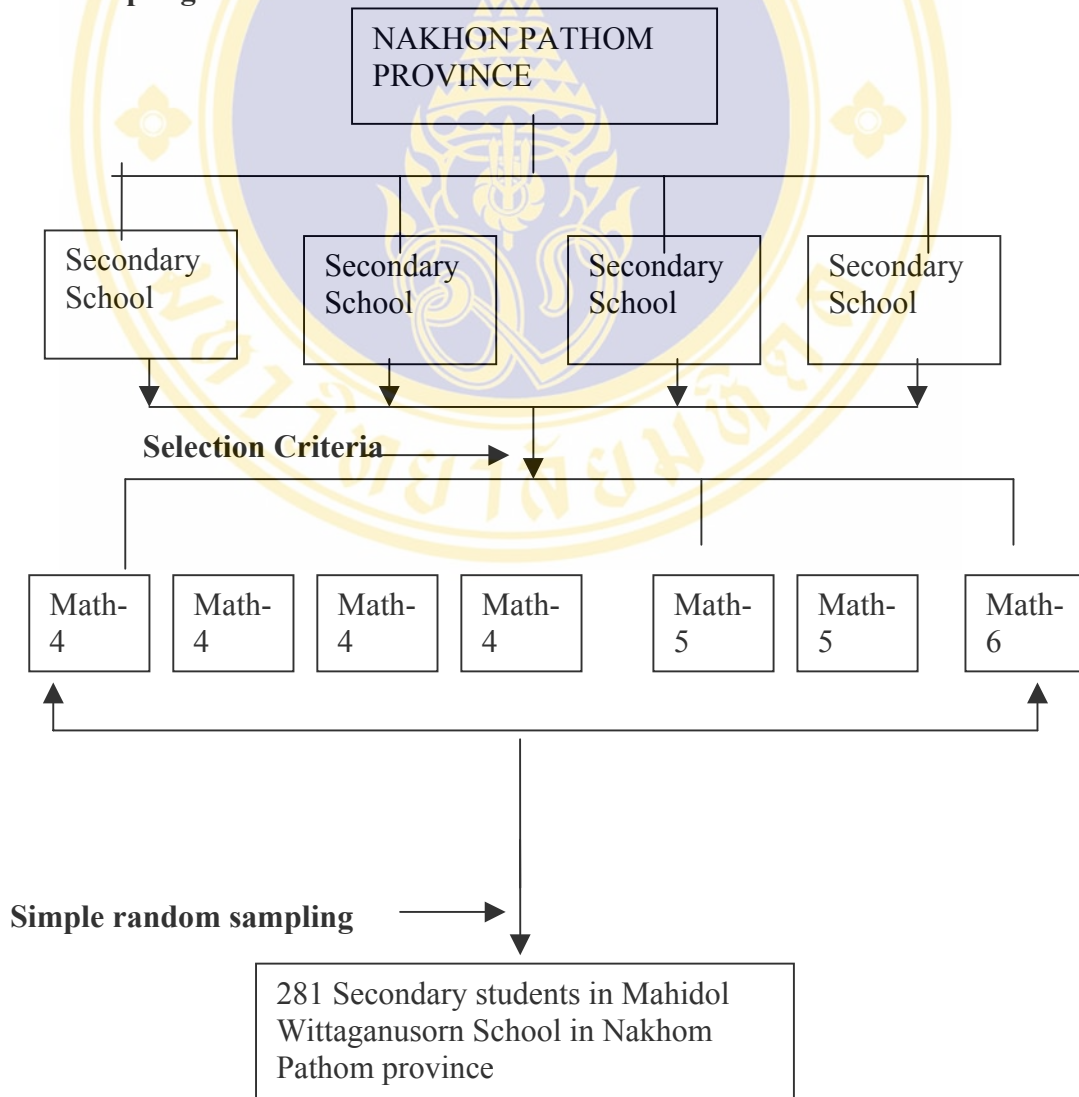 NAKHON PATHOM
PROVINCE
Secondary
School
Secondary
School
Secondary
School
Secondary
School
Selection Criteria
Math-
4
Math-
4
Math-
4
Math-
4
Math-
5
Math-
5
Math-
6
Simple random sampling
281 Secondary students in Mahidol
Wittaganusorn School in Nakhom
Pathom province